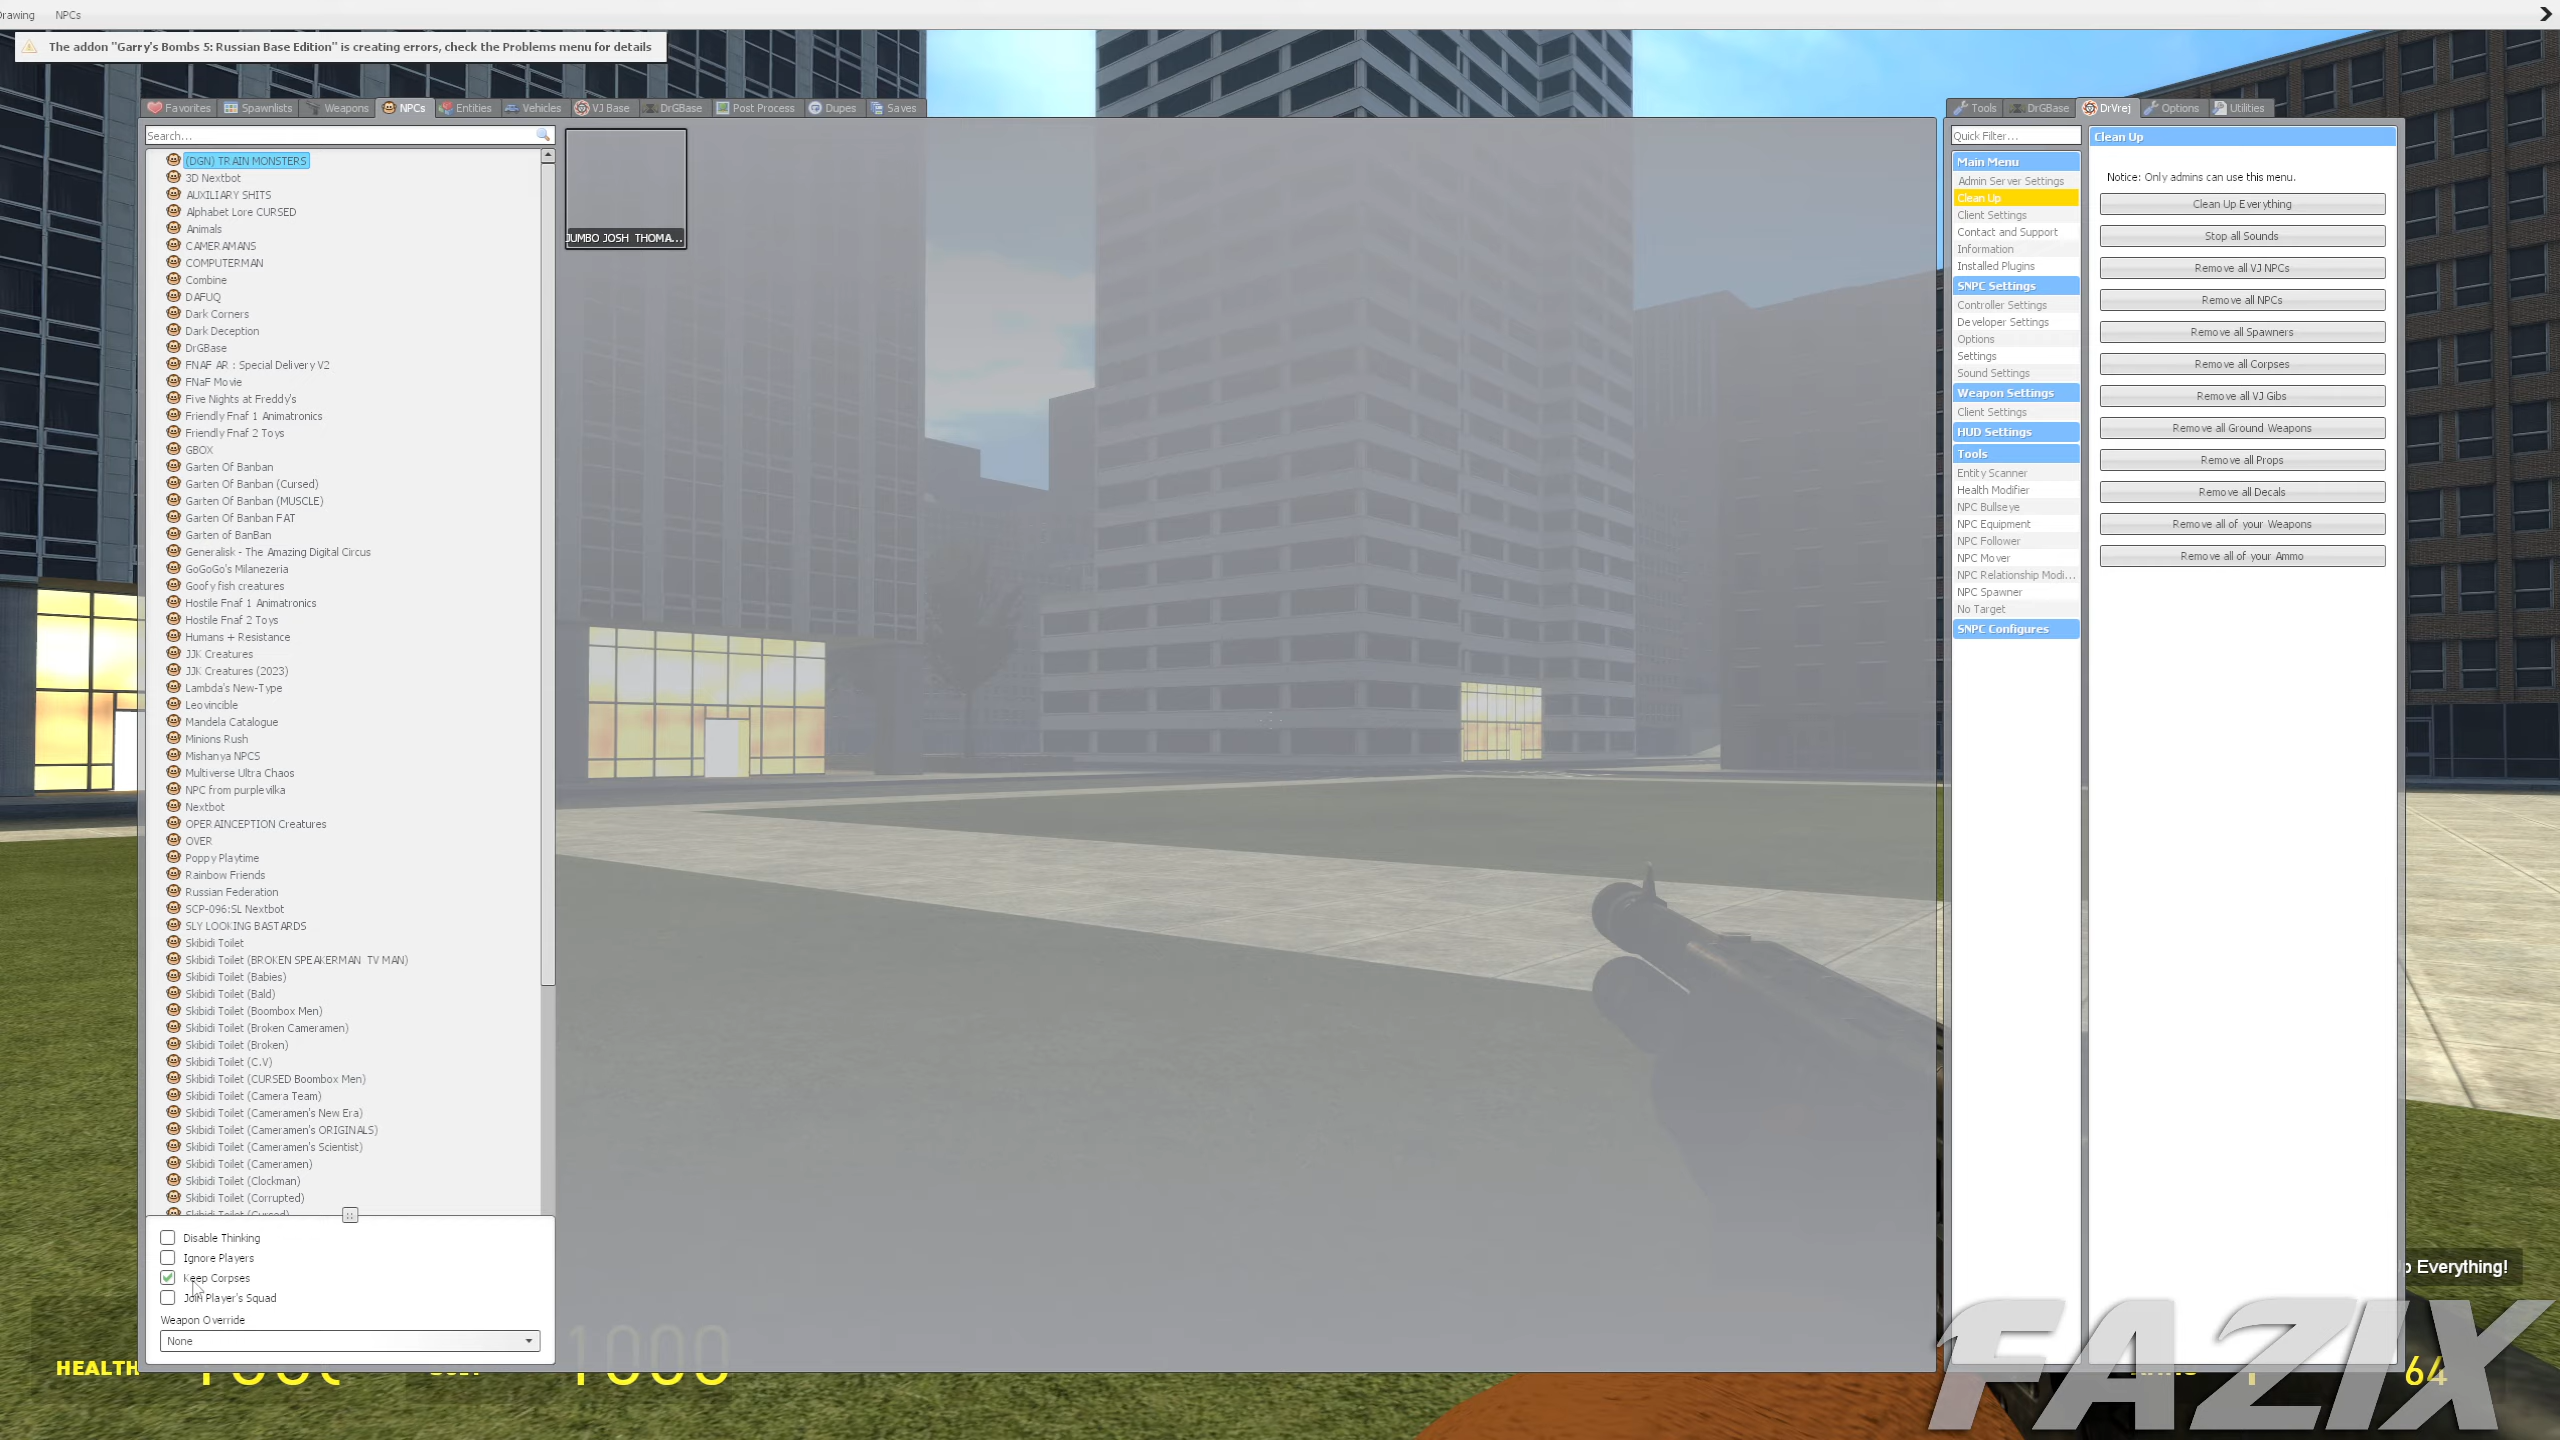 Drawing NPCs
The addon "Garry's Bombs 5: Russian Base Edition" is creating errors, check the Problems menu for details
Favorites Spawnlists Weapons NPCs Entities Vehicles VJ Base DrGBase Post Process Dupes Saves
Search...
(DGN) TRAIN MONSTERS
3D Nextbot
AUXILIARY SHITS
Alphabet Lore CURSED
Animals
CAMERAMANS
COMPUTERMAN
Combine
DAFUQ
Dark Corners
Dark Deception
DrGBase
FNAF AR : Special Delivery V2
FNaF Movie
Five Nights at Freddy's
Friendly Fnaf 1 Animatronics
Friendly Fnaf 2 Toys
GBOX
Garten Of Banban
Garten Of Banban (Cursed)
Garten Of Banban (MUSCLE)
Garten Of Banban FAT
Garten of BanBan
Generalisk - The Amazing Digital Circus
GoGoGo's Milanezeria
Goofy fish creatures
Hostile Fnaf 1 Animatronics
Hostile Fnaf 2 Toys
Humans + Resistance
JJK Creatures
JJK Creatures (2023)
Lambda's New-Type
Leovincible
Mandela Catalogue
Minions Rush
Mishanya NPCS
Multiverse Ultra Chaos
NPC from purplevilka
Nextbot
OPERAINCEPTION Creatures
OVER
Poppy Playtime
Rainbow Friends
Russian Federation
SCP-096:SL Nextbot
SLY LOOKING BASTARDS
Skibidi Toilet
Skibidi Toilet (BROKEN SPEAKERMAN TV MAN)
Skibidi Toilet (Babies)
Skibidi Toilet (Bald)
Skibidi Toilet (Boombox Men)
Skibidi Toilet (Broken Cameramen)
Skibidi Toilet (Broken)
Skibidi Toilet (C.V)
Skibidi Toilet (CURSED Boombox Men)
Skibidi Toilet (Camera Team)
Skibidi Toilet (Cameramen's New Era)
Skibidi Toilet (Cameramen's ORIGINALS)
Skibidi Toilet (Cameramen's Scientist)
Skibidi Toilet (Cameramen)
Skibidi Toilet (Clockman)
Skibidi Toilet (Corrupted)
Skibidi Toilet (Cursed)
Disable Thinking
Ignore Players
Keep Corpses
Join Player's Squad
Weapon Override
None
JUMBO JOSH THOMA...
Tools DrGBase DrVrej Options Utilities
Quick Filter...
Main Menu
Admin Server Settings
Clean Up
Client Settings
Contact and Support
Information
Installed Plugins
SNPC Settings
Controller Settings
Developer Settings
Options
Settings
Sound Settings
Weapon Settings
Client Settings
HUD Settings
Tools
Entity Scanner
Health Modifier
NPC Bullseye
NPC Equipment
NPC Follower
NPC Mover
NPC Relationship Modi...
NPC Spawner
No Target
SNPC Configures
Clean Up
Notice: Only admins can use this menu.
Clean Up Everything
Stop all Sounds
Remove all VJ NPCs
Remove all NPCs
Remove all Spawners
Remove all Corpses
Remove all VJ Gibs
Remove all Ground Weapons
Remove all Props
Remove all Decals
Remove all of your Weapons
Remove all of your Ammo
Everything!
HEALTH
1000
64
FAZIX